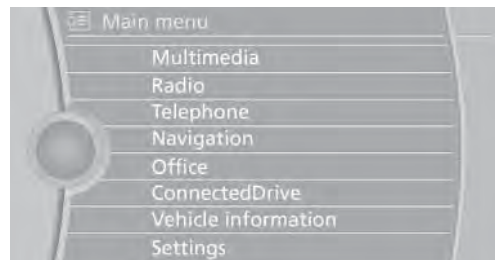 Main menu
Multimedia
Radio
Telephone
Navigation
Office
ConnectedDrive
Vehicle information
Settings